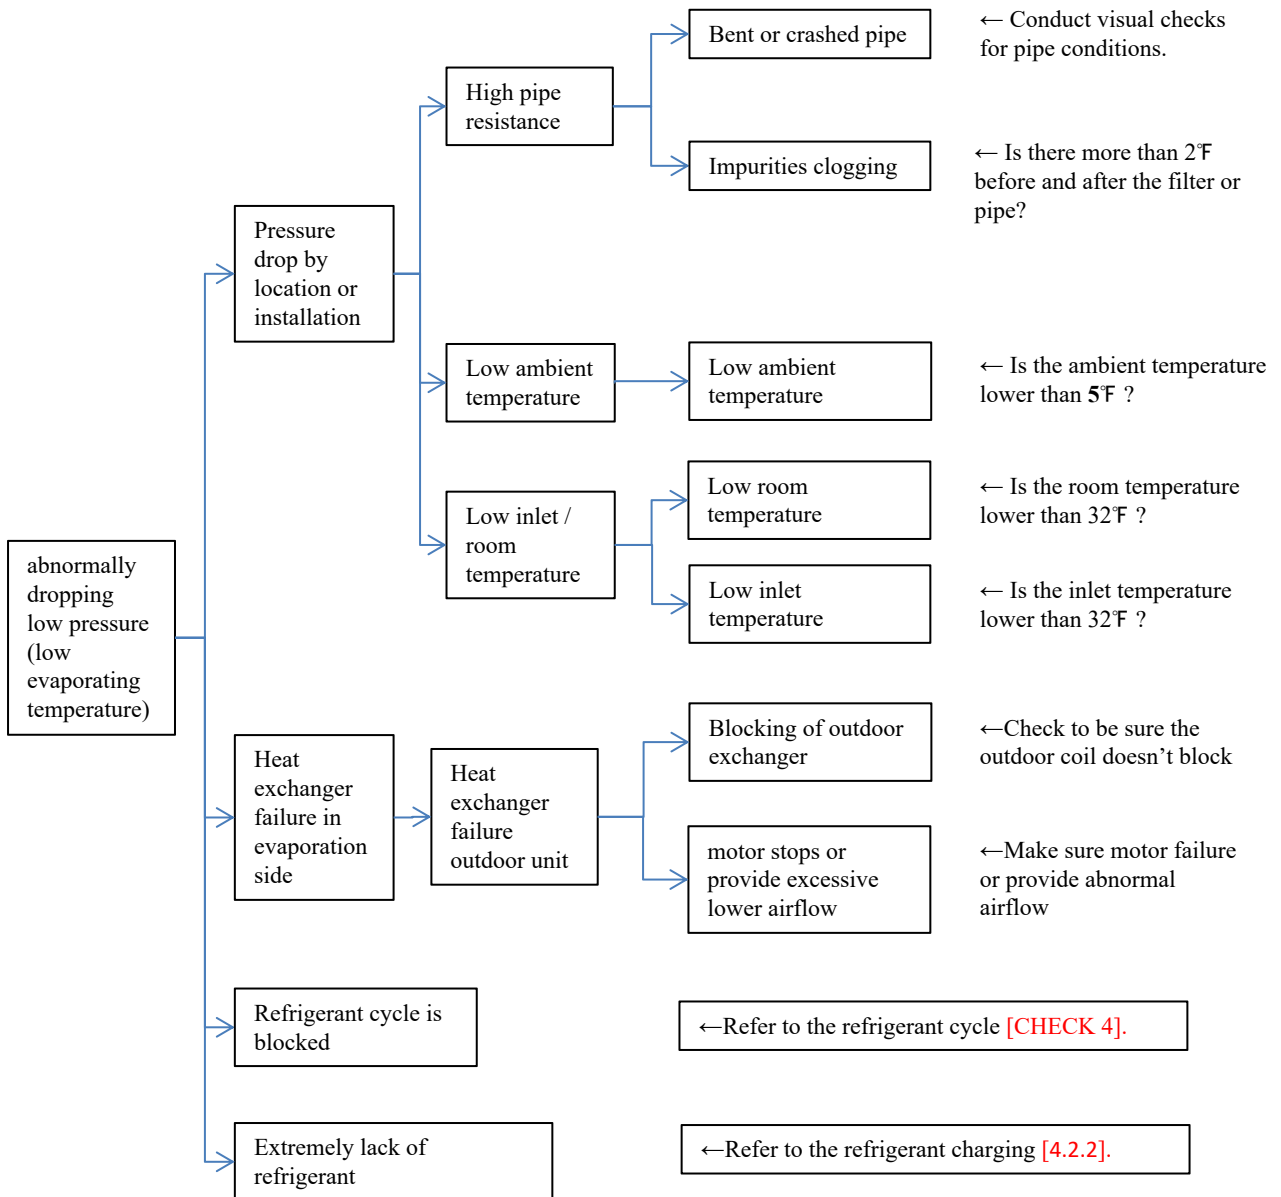 Bent or crashed pipe
← Conduct visual checks
for pipe conditions.
High pipe
resistance
Impurities clogging
← Is there more than 2℉
before and after the filter or
pipe?
Pressure
drop by
location or
installation
Low ambient
temperature
Low ambient
temperature
← Is the ambient temperature
lower than 5℉ ?
Low inlet /
room
temperature
Low room
temperature
← Is the room temperature
lower than 32℉ ?
Low inlet
temperature
← Is the inlet temperature
lower than 32℉ ?
abnormally
dropping
low pressure
(low
evaporating
temperature)
Heat
exchanger
failure in
evaporation
side
Heat
exchanger
failure
outdoor unit
Blocking of outdoor
exchanger
←Check to be sure the
outdoor coil doesn’t block
motor stops or
provide excessive
lower airflow
←Make sure motor failure
or provide abnormal
airflow
Refrigerant cycle is
blocked
←Refer to the refrigerant cycle [CHECK 4].
Extremely lack of
refrigerant
←Refer to the refrigerant charging [4.2.2].